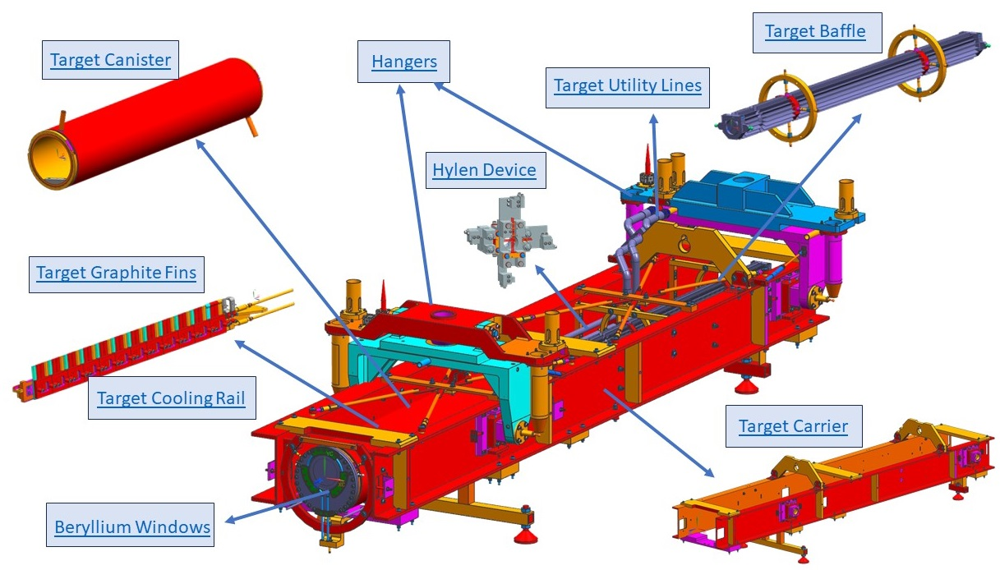 Target Baffle
Target Canister
Hangers
Target Utility Lines
Hylen Device
Target Graphite Fins
Target Cooling Rail
Target Carrier
Beryllium Windows